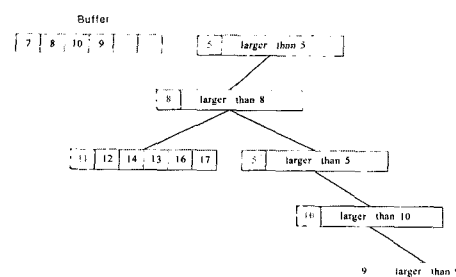 Buffer
7 8 10 9
5 larger than 5
8 larger than 8
11 12 14 13 16 17
5 larger than 5
10 larger than 10
9 larger than